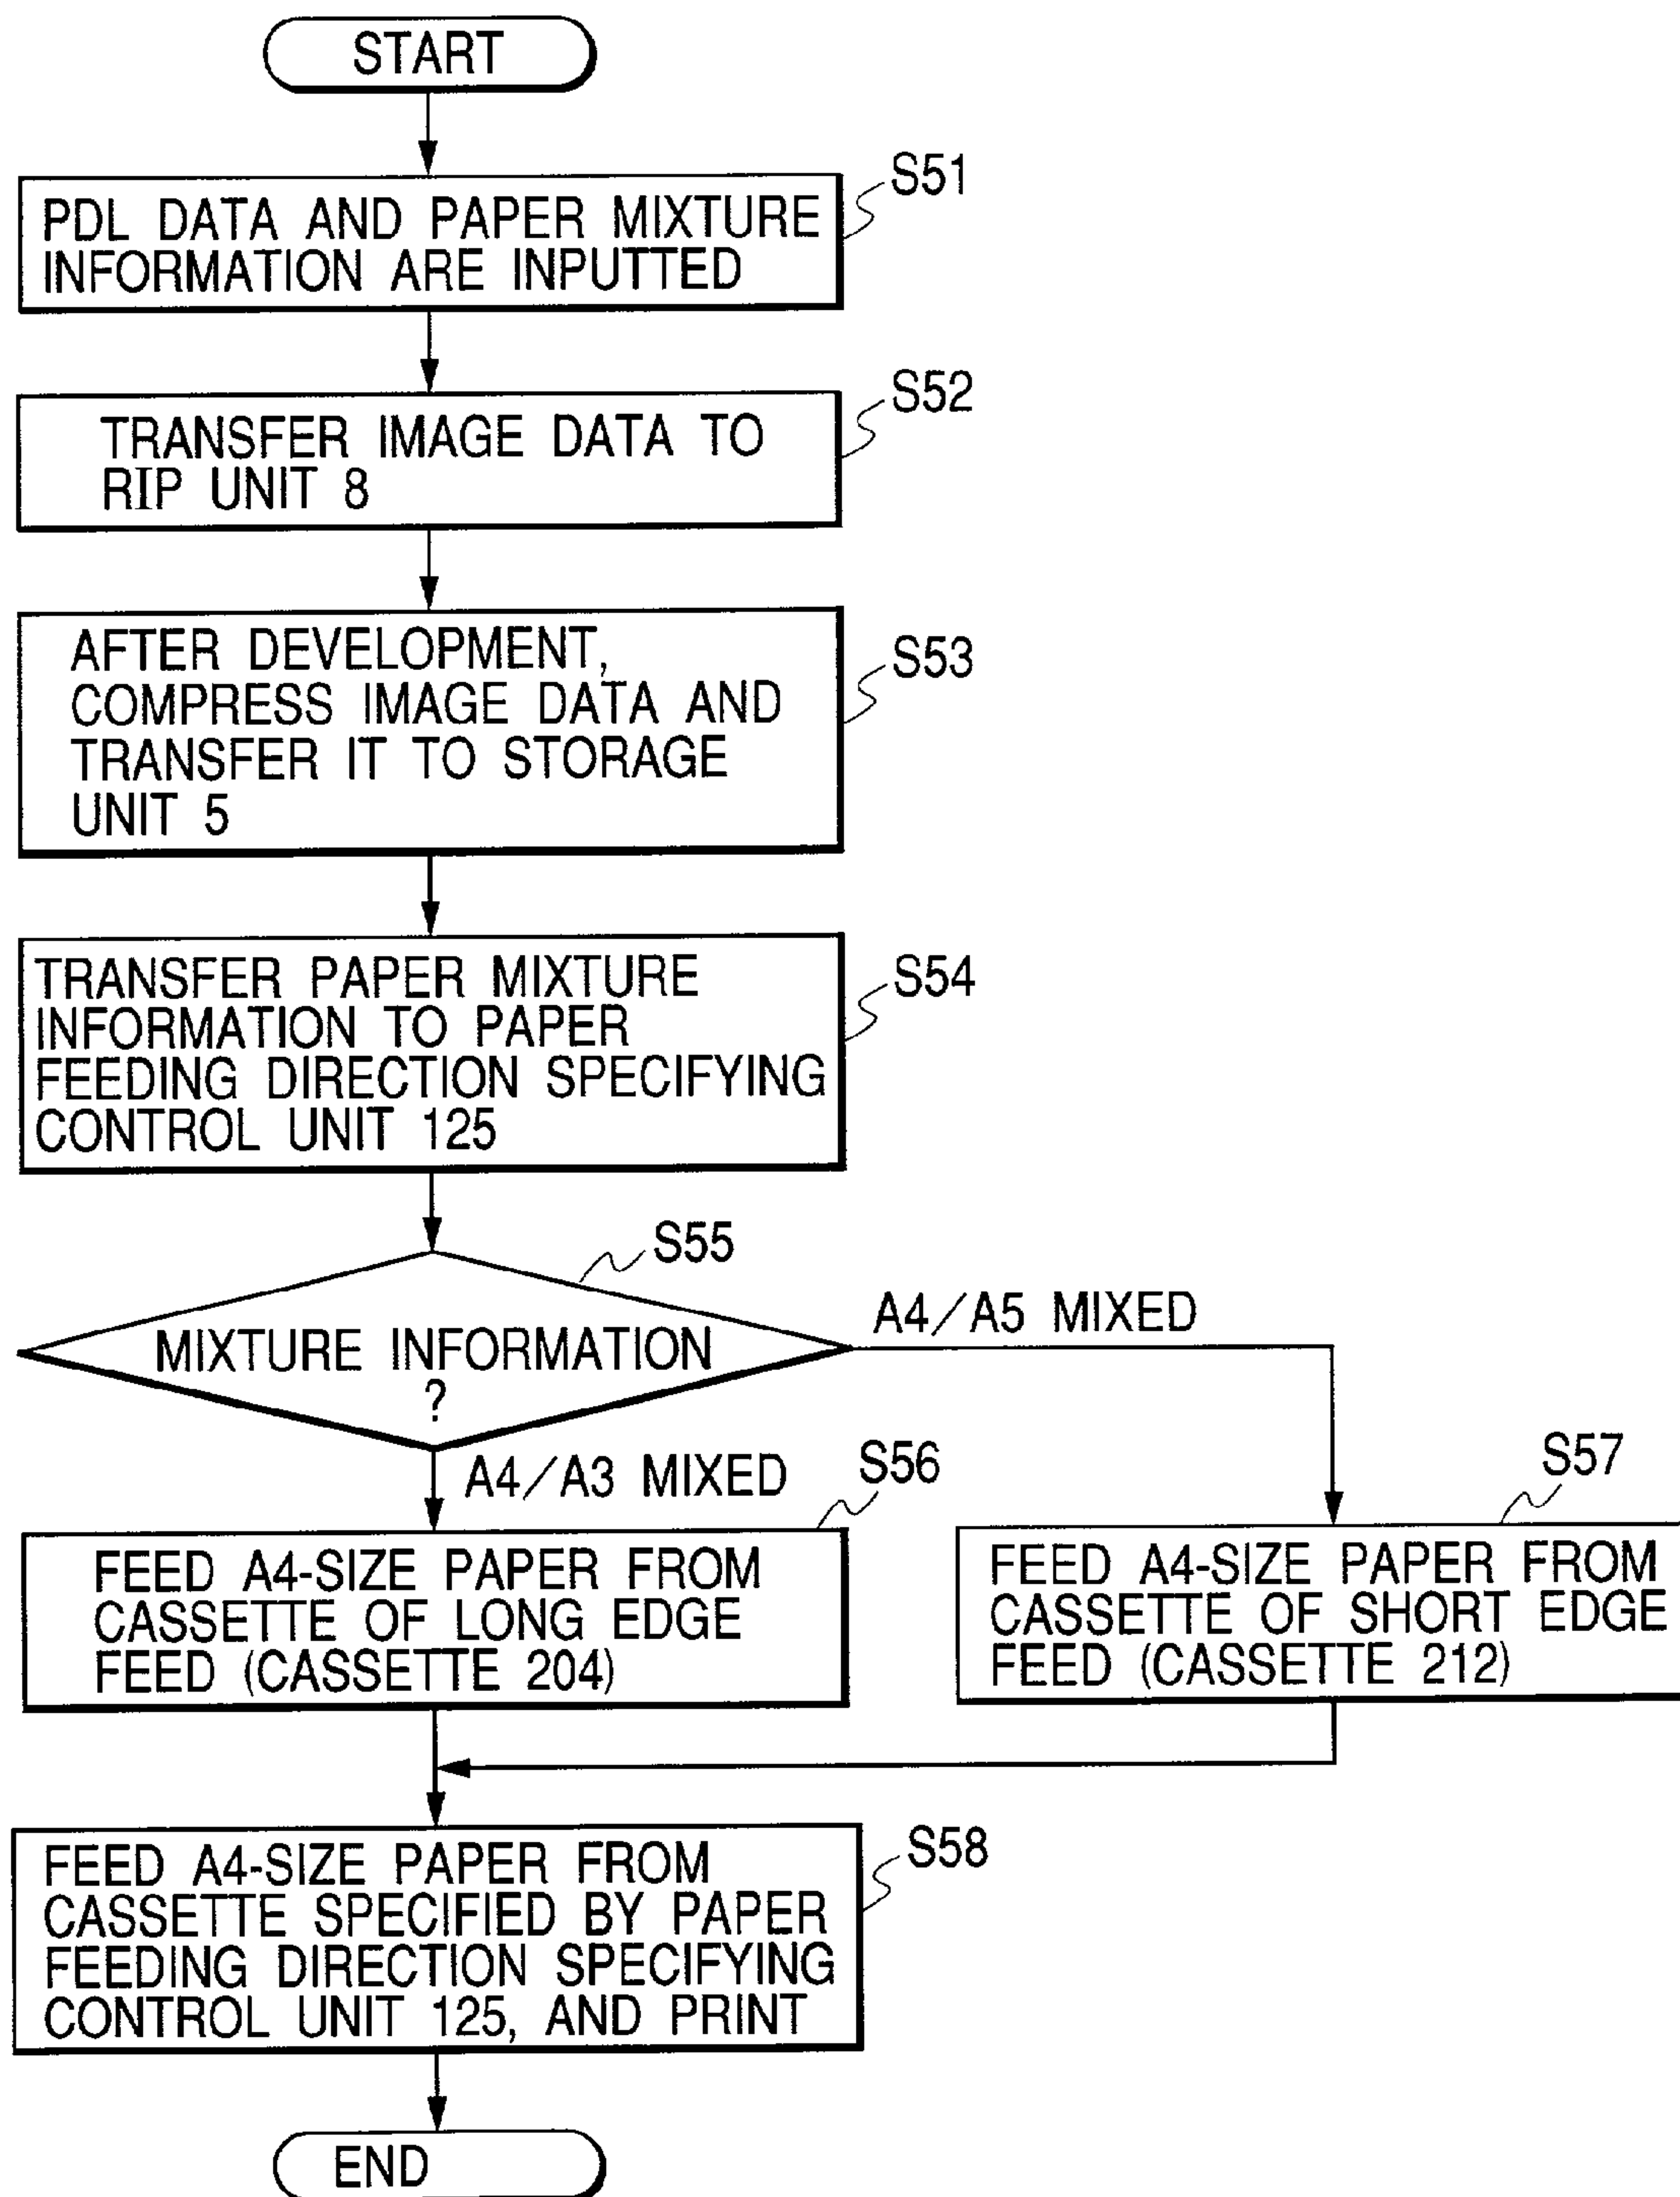 START
S51
PDL DATA AND PAPER MIXTURE
INFORMATION ARE INPUTTED
S52
TRANSFER IMAGE DATA TO
RIP UNIT 8
S53
AFTER DEVELOPMENT,
COMPRESS IMAGE DATA AND
TRANSFER IT TO STORAGE
UNIT 5
S54
TRANSFER PAPER MIXTURE
INFORMATION TO PAPER
FEEDING DIRECTION SPECIFYING
CONTROL UNIT 125
S55
MIXTURE INFORMATION
?
A4/A5 MIXED
A4/A3 MIXED
S56
FEED A4-SIZE PAPER FROM
CASSETTE OF LONG EDGE
FEED (CASSETTE 204)
S57
FEED A4-SIZE PAPER FROM
CASSETTE OF SHORT EDGE
FEED (CASSETTE 212)
S58
FEED A4-SIZE PAPER FROM
CASSETTE SPECIFIED BY PAPER
FEEDING DIRECTION SPECIFYING
CONTROL UNIT 125, AND PRINT
END